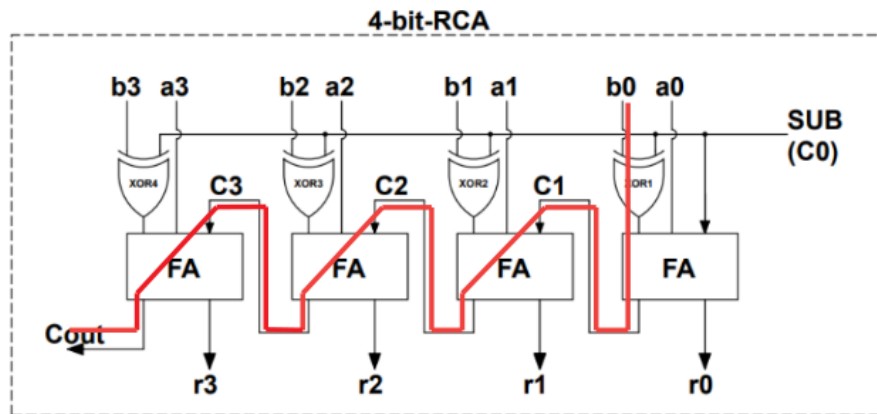 4-bit-RCA
b3 a3 b2 a2 b1 a1 b0 a0
SUB
(C0)
XOR4 C3 XOR3 C2 XOR2 C1 XOR1
FA FA FA FA
Cout
r3 r2 r1 r0